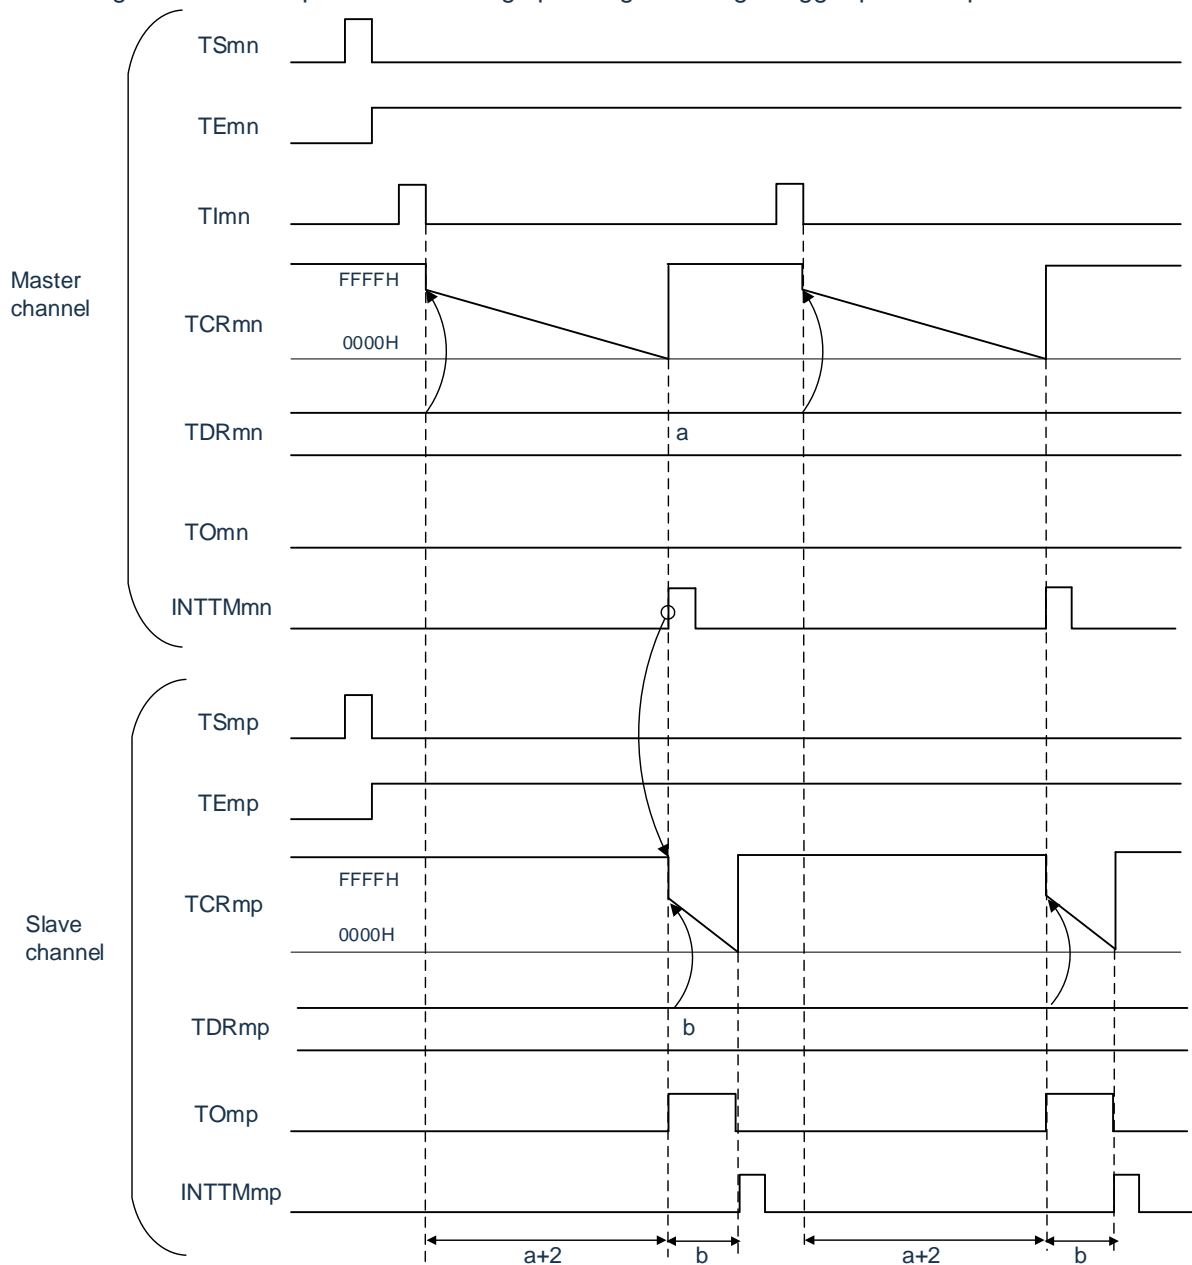 TSmn
TEmn
TImn
Master
channel
FFFFH
TCRmn
0000H
TDRmn
a
TOmn
INTTMmn
TSmp
TEmp
FFFFH
TCRmp
Slave
channel
0000H
TDRmp
b
TOmp
INTTMmp
a+2
b
a+2
b